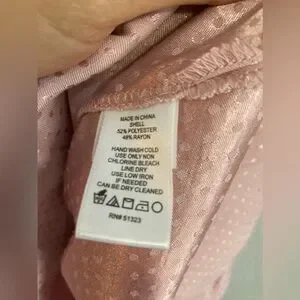 MADE IN CHINA
SHELL
52% POLYESTER
48% RAYON
HAND WASH COLD
USE ONLY NON
CHLORINE BLEACH
LINE DRY
USE LOW IRON
IF NEEDED
CAN BE DRY CLEANED
RN# 51323